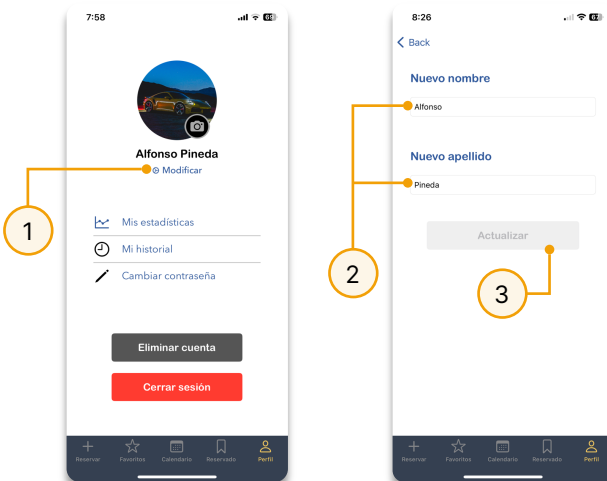 7:58
Alfonso Pineda
Modificar
1
Mis estadísticas
Mi historial
Cambiar contraseña
Eliminar cuenta
Cerrar sesión
Reservar Favoritos Calendario Reservado Perfil
8:26
Back
Nuevo nombre
Alfonso
Nuevo apellido
Pineda
Actualizar
2
3
Reservar Favoritos Calendario Reservado Perfil